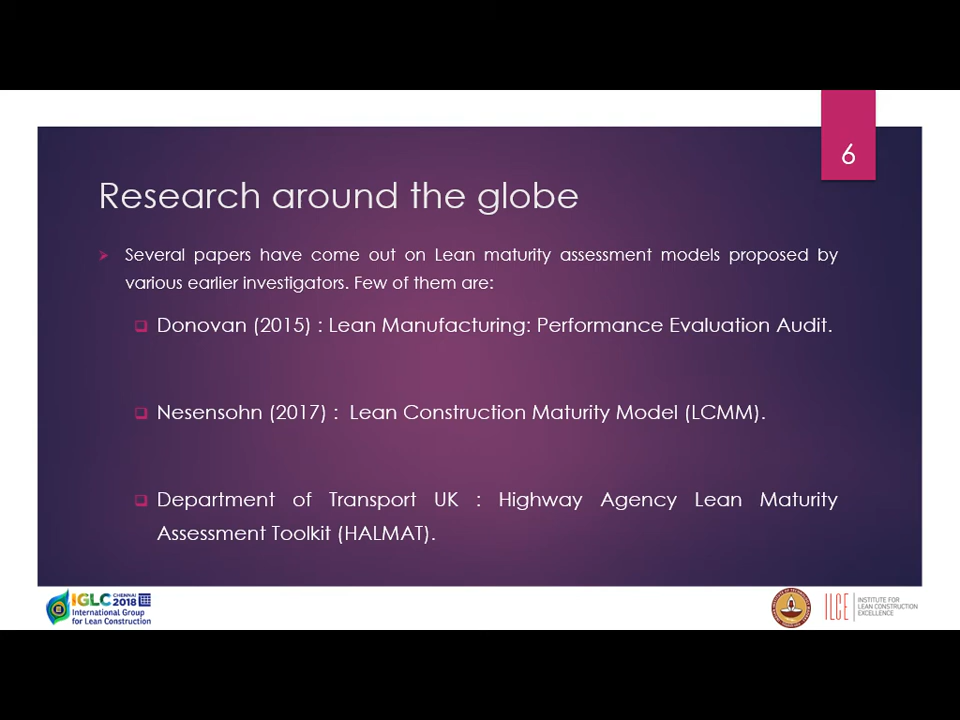 6
Research around the globe
Several papers have come out on Lean maturity assessment models proposed by
various earlier investigators. Few of them are:
Donovan (2015) : Lean Manufacturing: Performance Evaluation Audit.
Nesensohn (2017) : Lean Construction Maturity Model (LCMM).
Department of Transport UK : Highway Agency Lean Maturity
Assessment Toolkit (HALMAT).
IGLC CHENNAI 2018
International Group
for Lean Construction
ILCE
INSTITUTE FOR
LEAN CONSTRUCTION
EXCELLENCE